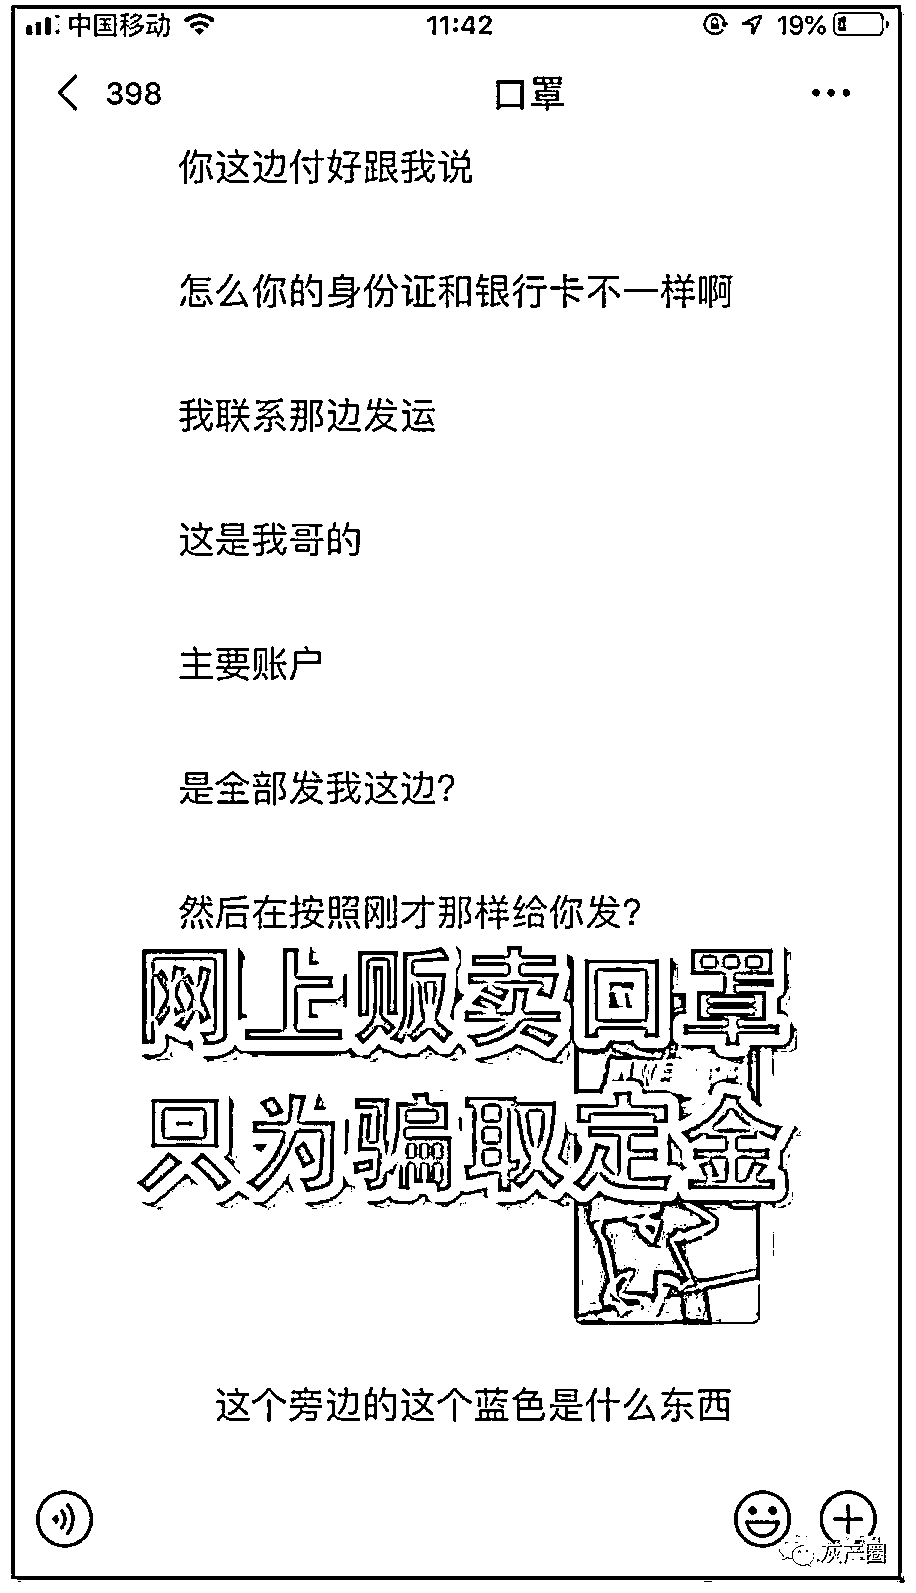 中国移动 11:42 19%
398 口罩
你这边付好跟我说
怎么你的身份证和银行卡不一样啊
我联系那边发运
这是我哥的
主要账户
是全部发我这边？
然后在按照刚才那样给你发？
网上贩卖口罩
只为骗取定金
这个旁边的这个蓝色是什么东西
灰产圈